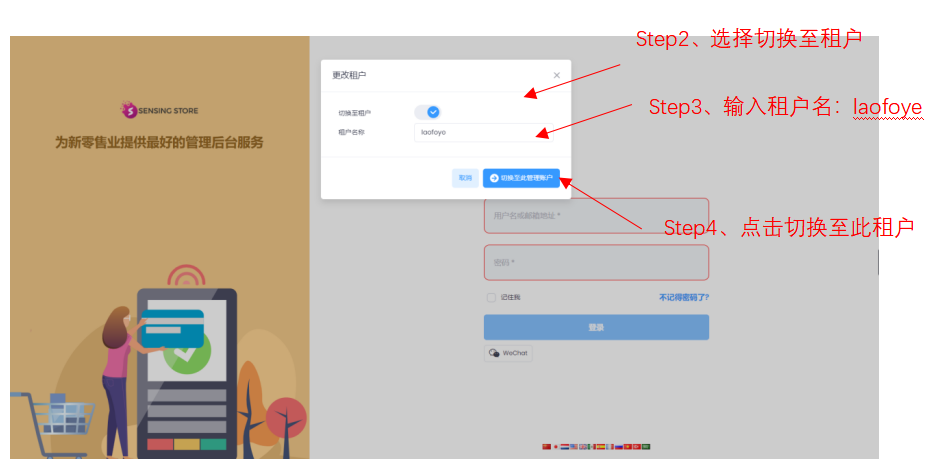 Step2、选择切换至租户
更改租户
SENSING STORE
切换至租户
Step3、输入租户名：laofoye
为新零售业提供最好的管理后台服务
租户名称
laofoye
取消
切换至此管理账户
用户名或邮箱地址 *
Step4、点击切换至此租户
密码 *
记住我
不记得密码了?
登录
WeChat